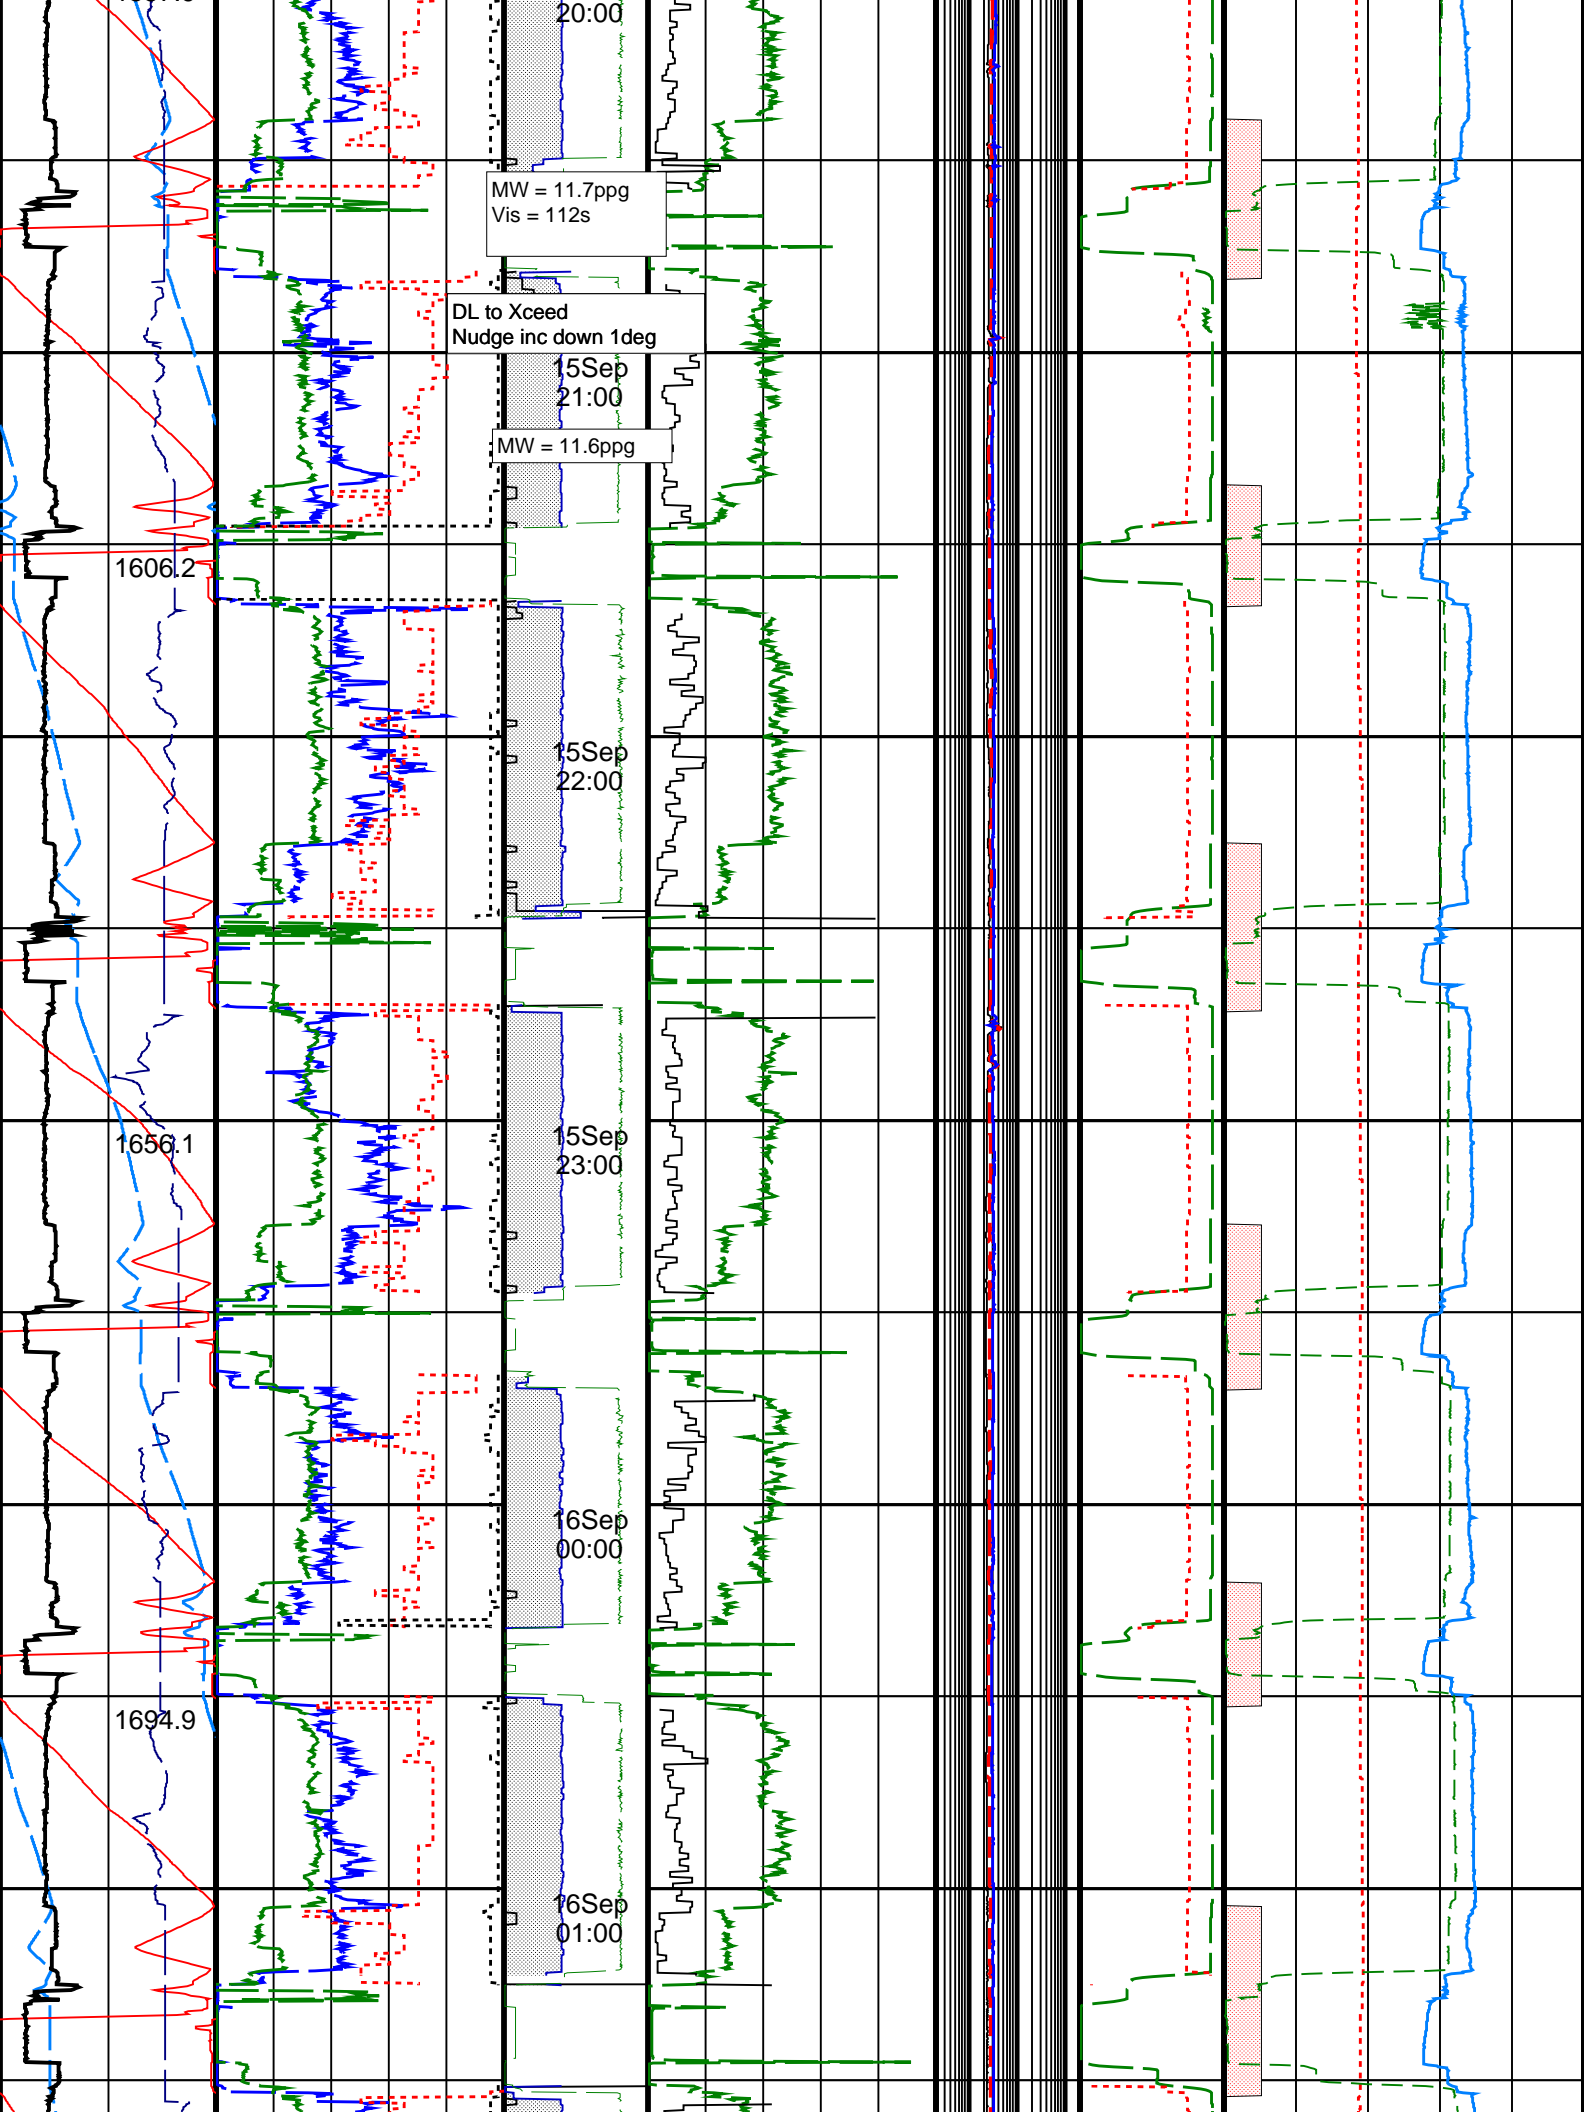 20:00
MW = 11.7ppg
Vis = 112s
DL to Xceed
Nudge inc down 1deg
15Sep
21:00
MW = 11.6ppg
1606.2
15Sep
22:00
15Sep
23:00
1656.1
16Sep
00:00
1694.9
16Sep
01:00